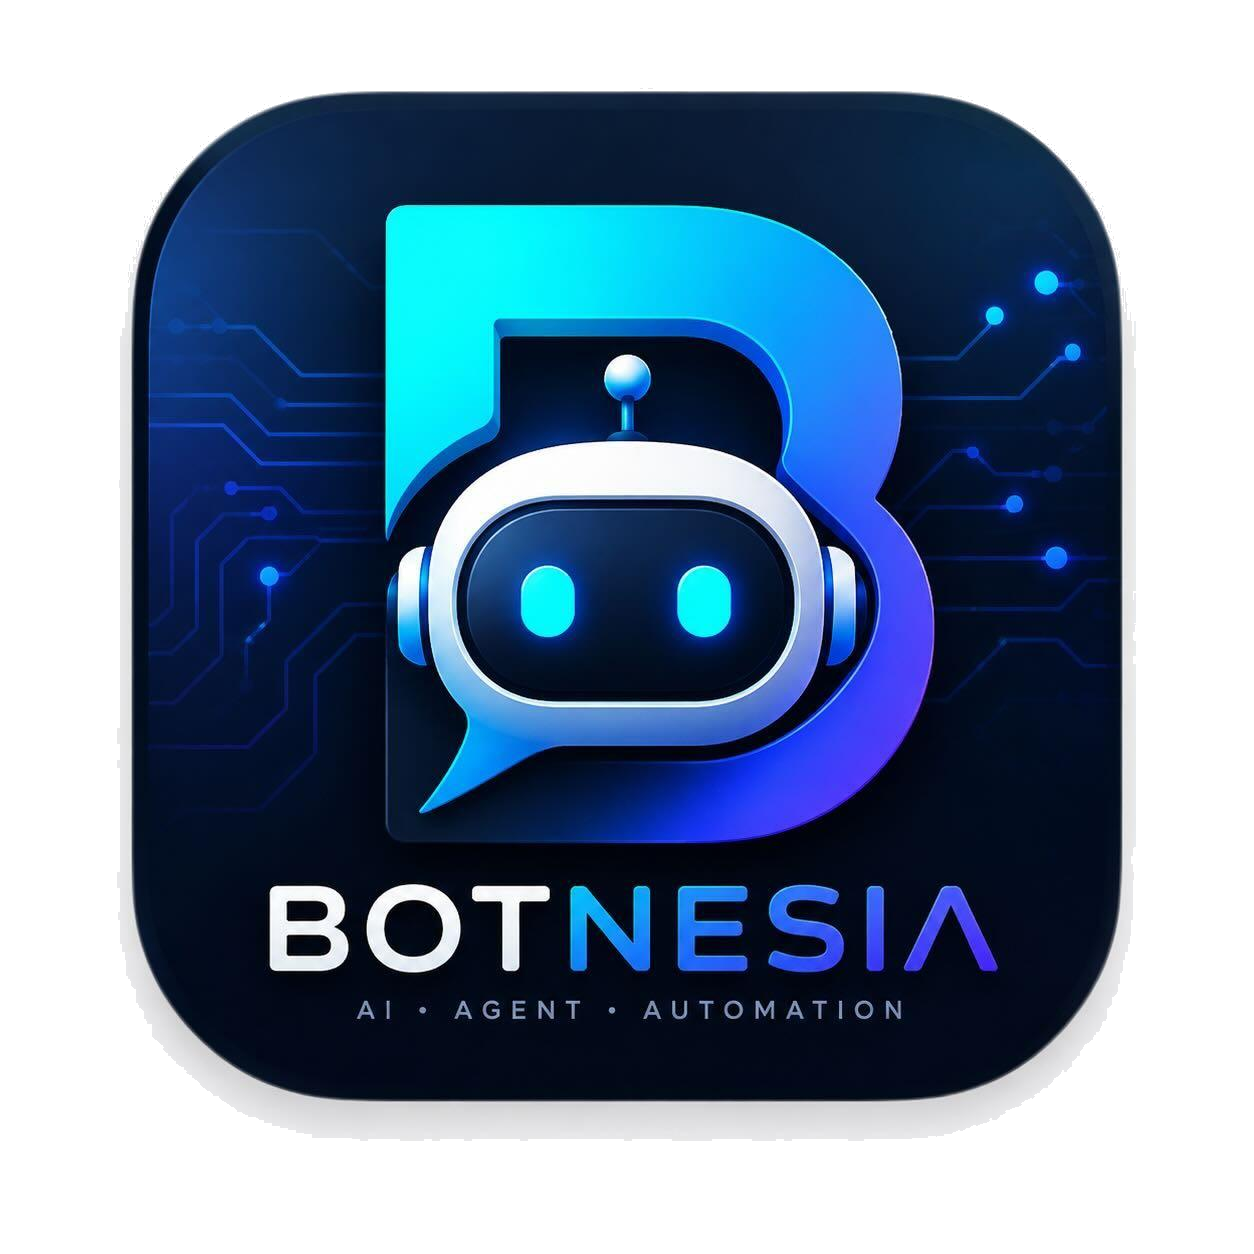 BOTNESIA
AI • AGENT • AUTOMATION